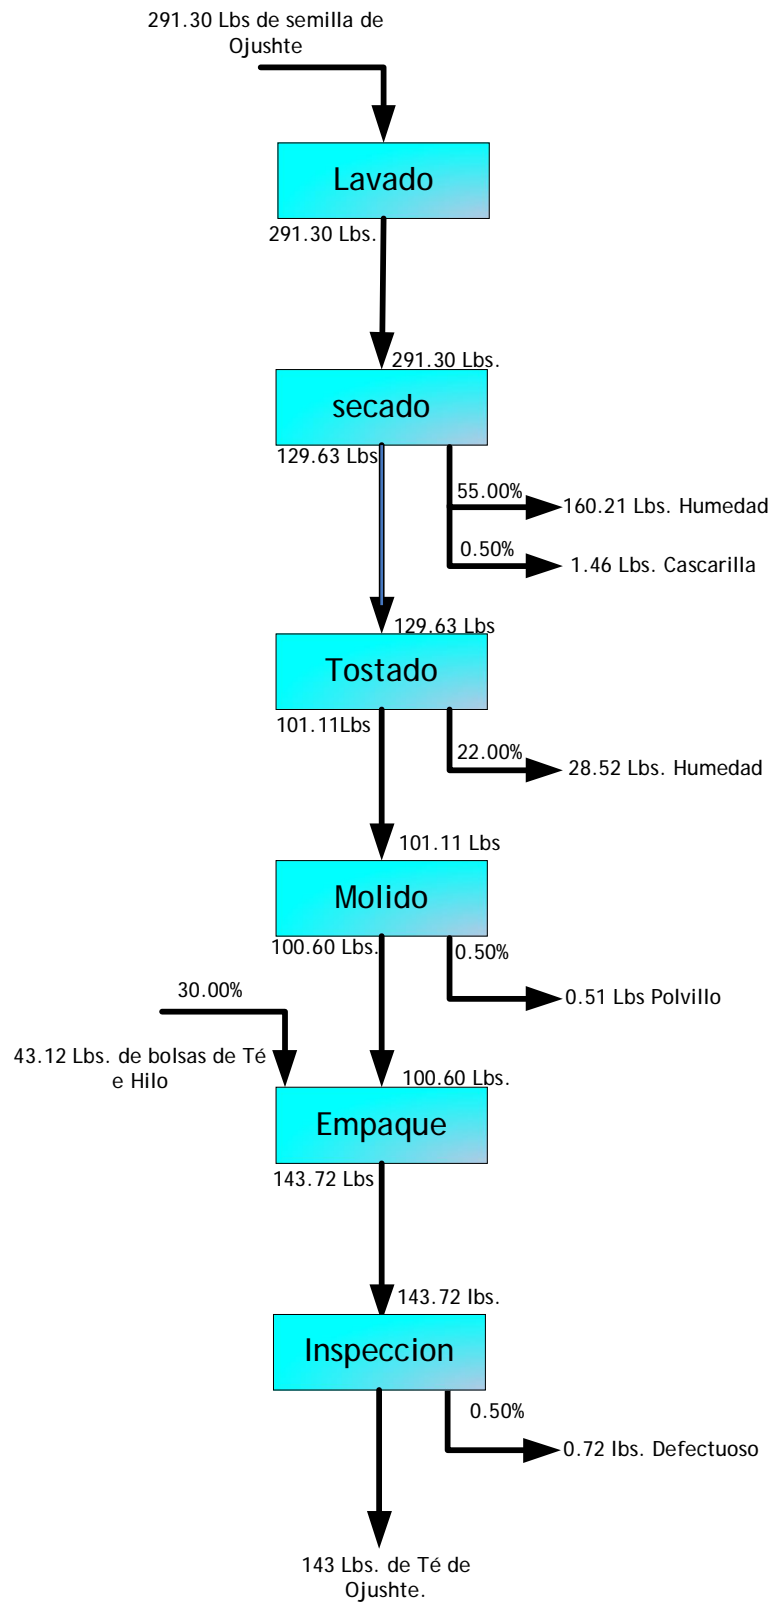 291.30 Lbs de semilla de
Ojushte
Lavado
291.30 Lbs.
291.30 Lbs.
secado
129.63 Lbs
55.00%
160.21 Lbs. Humedad
0.50%
1.46 Lbs. Cascarilla
129.63 Lbs
Tostado
101.11Lbs
22.00%
28.52 Lbs. Humedad
101.11 Lbs
Molido
100.60 Lbs.
0.50%
0.51 Lbs Polvillo
30.00%
43.12 Lbs. de bolsas de Té
e Hilo
100.60 Lbs.
Empaque
143.72 Lbs
143.72 lbs.
Inspeccion
0.50%
0.72 lbs. Defectuoso
143 Lbs. de Té de
Ojushte.